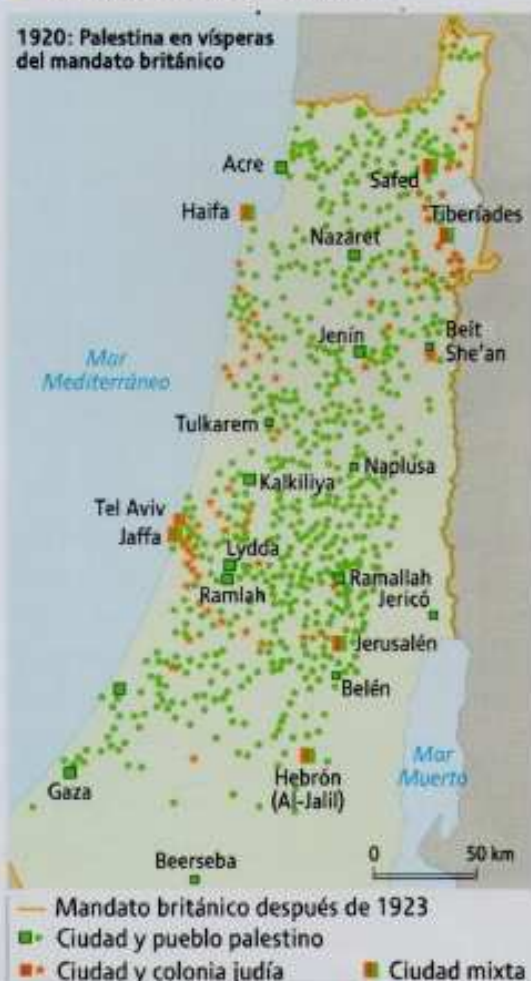 1920: Palestina en vísperas
del mandato británico
Acre
Safed
Haifa
Tiberíades
Nazaret
Jenín
Beit
She'an
Mar
Mediterráneo
Tulkarem
Naplusa
Kalkiliya
Tel Aviv
Jaffa
Lydda
Ramlah
Ramallah
Jericó
Jerusalén
Belén
Mar
Muerto
Hebrón
(Al-Jalil)
Gaza
0 50 km
Beerseba
Mandato británico después de 1923
Ciudad y pueblo palestino
Ciudad y colonia judía
Ciudad mixta